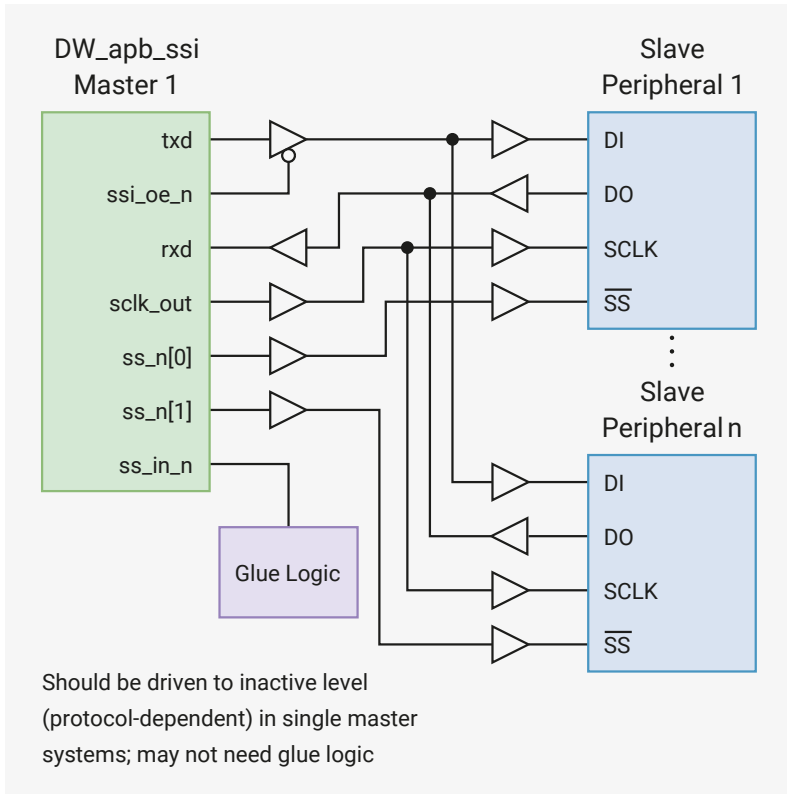 DW_apb_ssi
Master 1
txd
ssi_oe_n
rxd
sclk_out
ss_n[0]
ss_n[1]
ss_in_n
Glue Logic
Slave
Peripheral 1
DI
DO
SCLK
S̅S̅
Slave
Peripheral n
DI
DO
SCLK
S̅S̅
Should be driven to inactive level
(protocol-dependent) in single master
systems; may not need glue logic